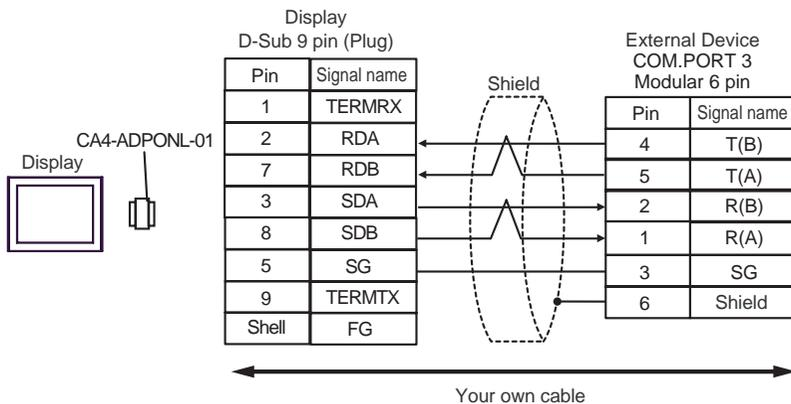 Display
D-Sub 9 pin (Plug)
Pin Signal name
1 TERMRX
2 RDA
7 RDB
3 SDA
8 SDB
5 SG
9 TERMTX
Shell FG
CA4-ADPONL-01
Display
Shield
External Device
COM.PORT 3
Modular 6 pin
Pin Signal name
4 T(B)
5 T(A)
2 R(B)
1 R(A)
3 SG
6 Shield
Your own cable